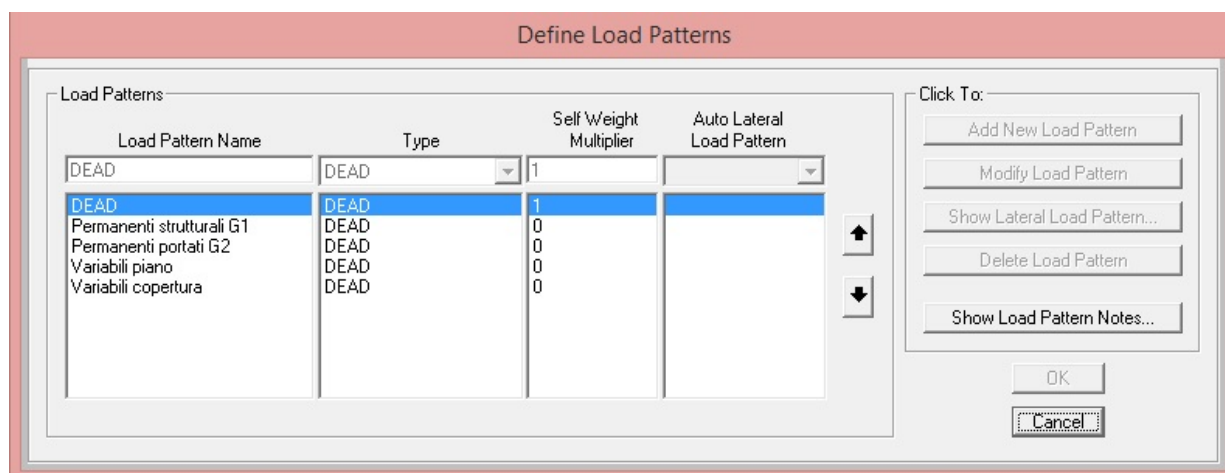 Define Load Patterns
Load Patterns
Load Pattern Name Type Self Weight Multiplier Auto Lateral Load Pattern
DEAD DEAD 1
DEAD DEAD 1
Permanenti strutturali G1 DEAD 0
Permanenti portati G2 DEAD 0
Variabili piano DEAD 0
Variabili copertura DEAD 0
Click To:
Add New Load Pattern
Modify Load Pattern
Show Lateral Load Pattern...
Delete Load Pattern
Show Load Pattern Notes...
OK
Cancel